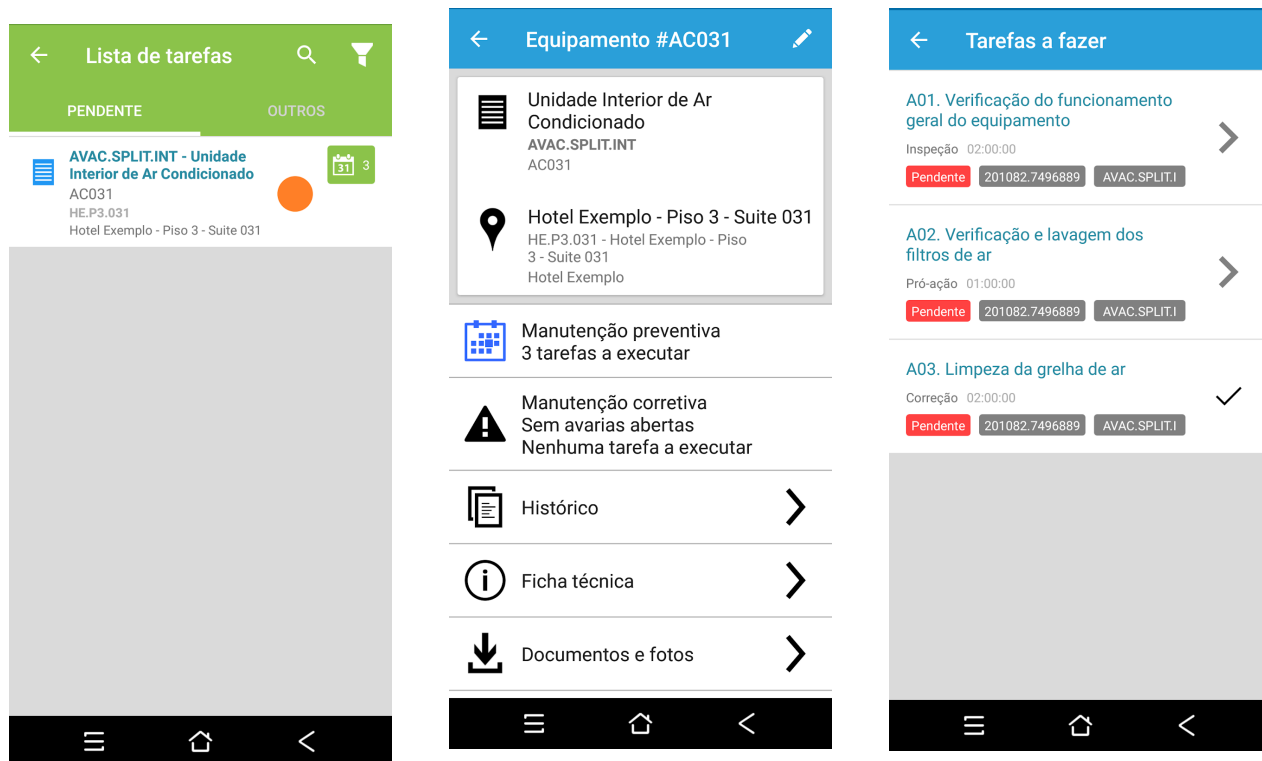 Lista de tarefas
PENDENTE
OUTROS
AVAC.SPLIT.INT - Unidade
Interior de Ar Condicionado
AC031
HE.P3.031
Hotel Exemplo - Piso 3 - Suite 031
31
3
Equipamento #AC031
Unidade Interior de Ar
Condicionado
AVAC.SPLIT.INT
AC031
Hotel Exemplo - Piso 3 - Suite 031
HE.P3.031 - Hotel Exemplo - Piso
3 - Suite 031
Hotel Exemplo
Manutenção preventiva
3 tarefas a executar
Manutenção corretiva
Sem avarias abertas
Nenhuma tarefa a executar
Histórico
Ficha técnica
Documentos e fotos
Tarefas a fazer
A01. Verificação do funcionamento
geral do equipamento
Inspeção 02:00:00
Pendente 201082.7496889 AVAC.SPLIT.I
A02. Verificação e lavagem dos
filtros de ar
Pró-ação 01:00:00
Pendente 201082.7496889 AVAC.SPLIT.I
A03. Limpeza da grelha de ar
Correção 02:00:00
Pendente 201082.7496889 AVAC.SPLIT.I